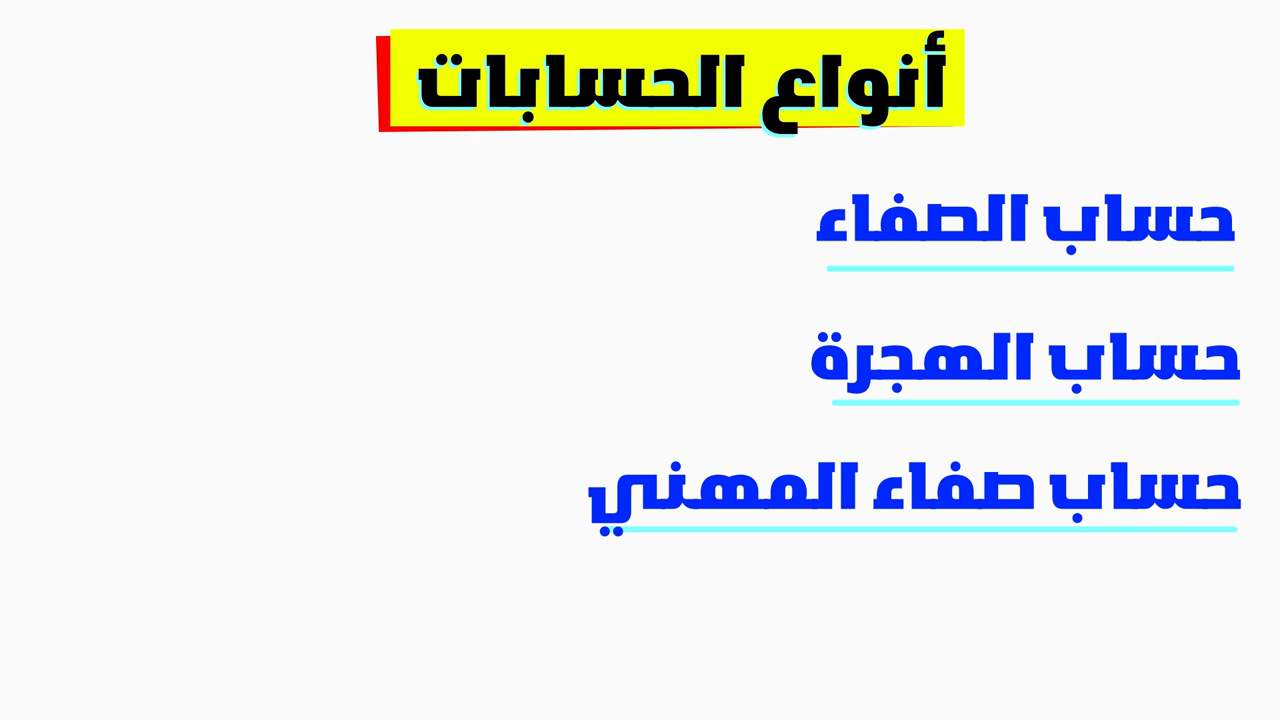 أنواع الحسابات
حساب الصفاء
حساب الهجرة
حساب صفاء المهني